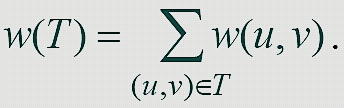 w(T) = ∑ w(u, v) .
(u,v)∈T